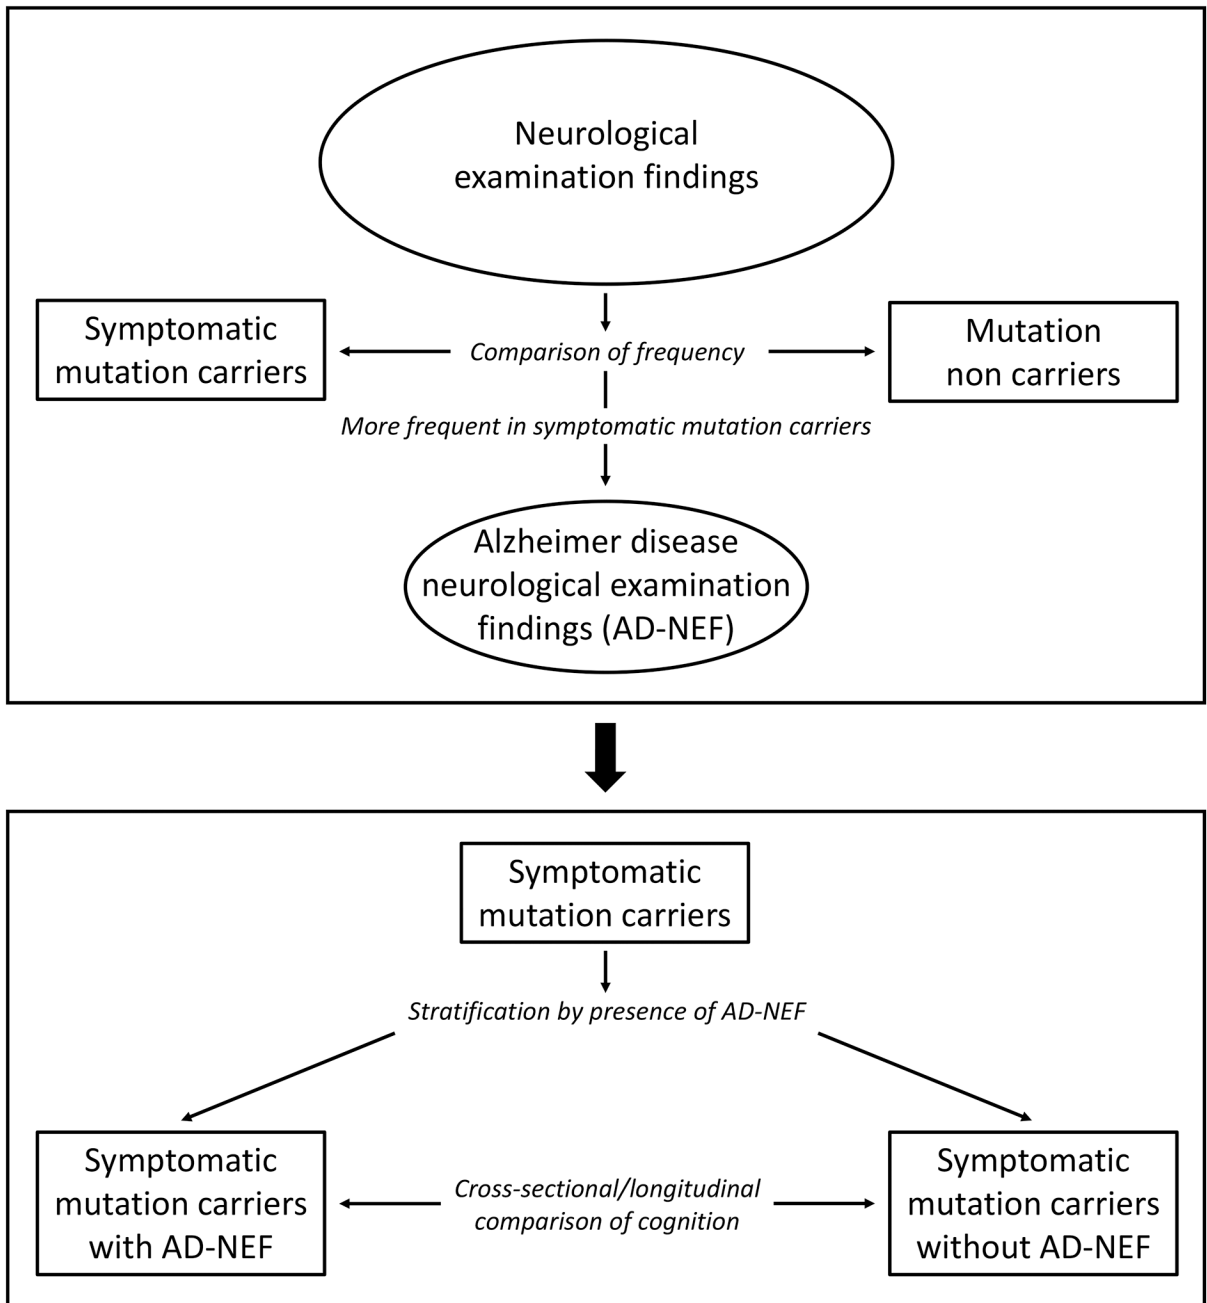 Neurological
examination findings
Symptomatic
mutation carriers
Comparison of frequency
Mutation
non carriers
More frequent in symptomatic mutation carriers
Alzheimer disease
neurological examination
findings (AD-NEF)
Symptomatic
mutation carriers
Stratification by presence of AD-NEF
Symptomatic
mutation carriers
with AD-NEF
Cross-sectional/longitudinal
comparison of cognition
Symptomatic
mutation carriers
without AD-NEF